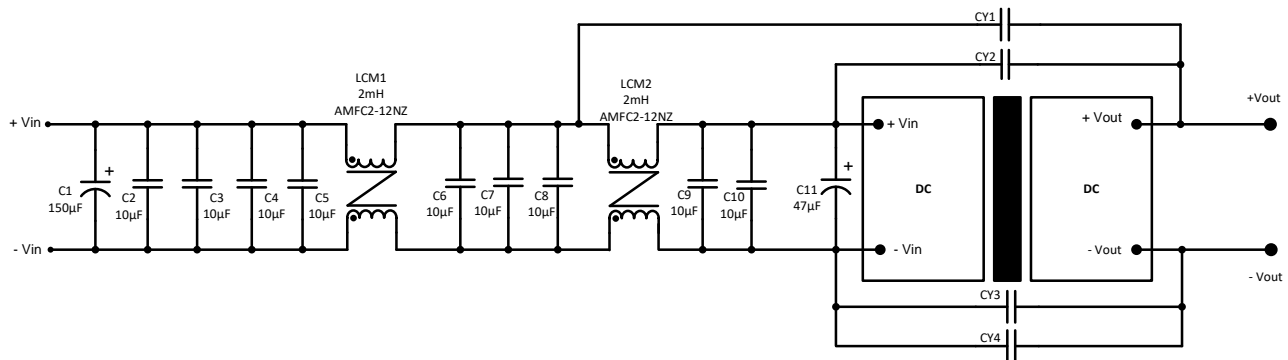 CY1
CY2
LCM1
2mH
AMFC2-12NZ
LCM2
2mH
AMFC2-12NZ
+ Vin
+ Vin
+ Vout
+Vout
C1
150µF
+
C2
10µF
C3
10µF
C4
10µF
C5
10µF
C6
10µF
C7
10µF
C8
10µF
C9
10µF
C10
10µF
C11
47µF
+
DC
DC
- Vin
- Vin
- Vout
- Vout
CY3
CY4